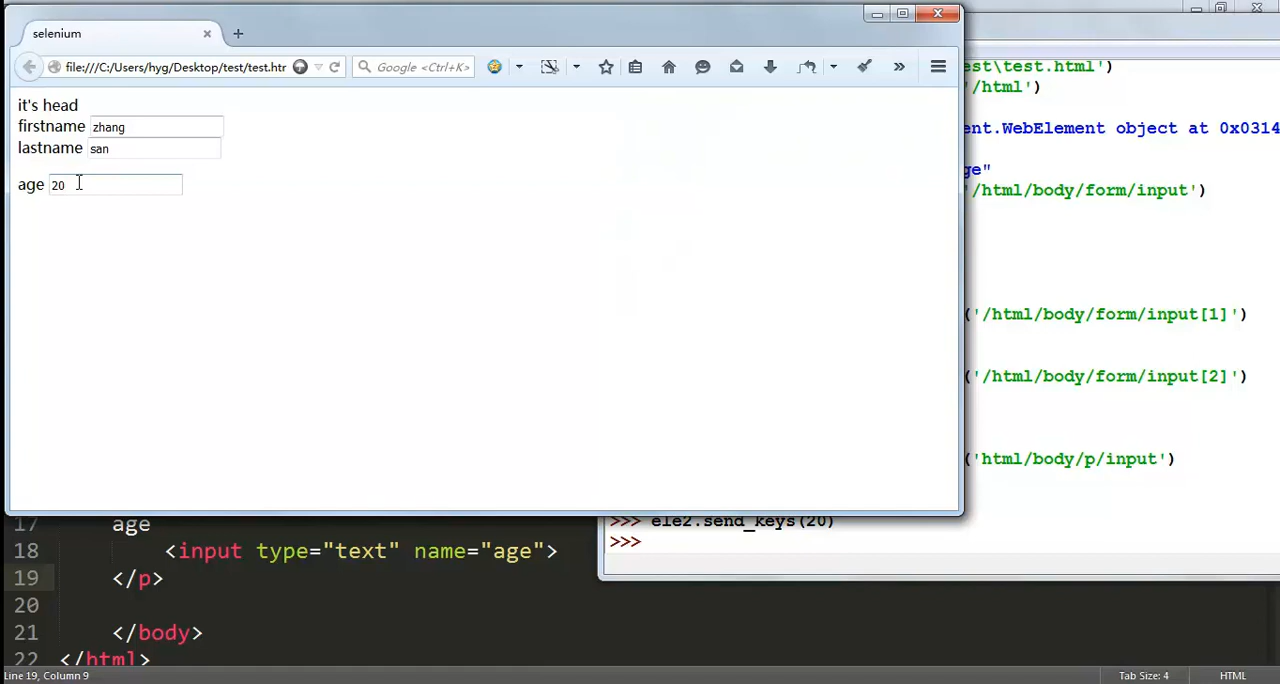 selenium
file:///C:/Users/hyg/Desktop/test/test.htr
Google <Ctrl+K>
it's head
firstname zhang
lastname san
age 20
est\test.html')
'/html')
ent.WebElement object at 0x0314
ge"
'/html/body/form/input')
('/html/body/form/input[1]')
('/html/body/form/input[2]')
('html/body/p/input')
>>> ele2.send_keys(20)
>>>
17 age
18 <input type="text" name="age">
19 </p>
20
21 </body>
22 </html>
Line 19, Column 9
Tab Size: 4
HTML